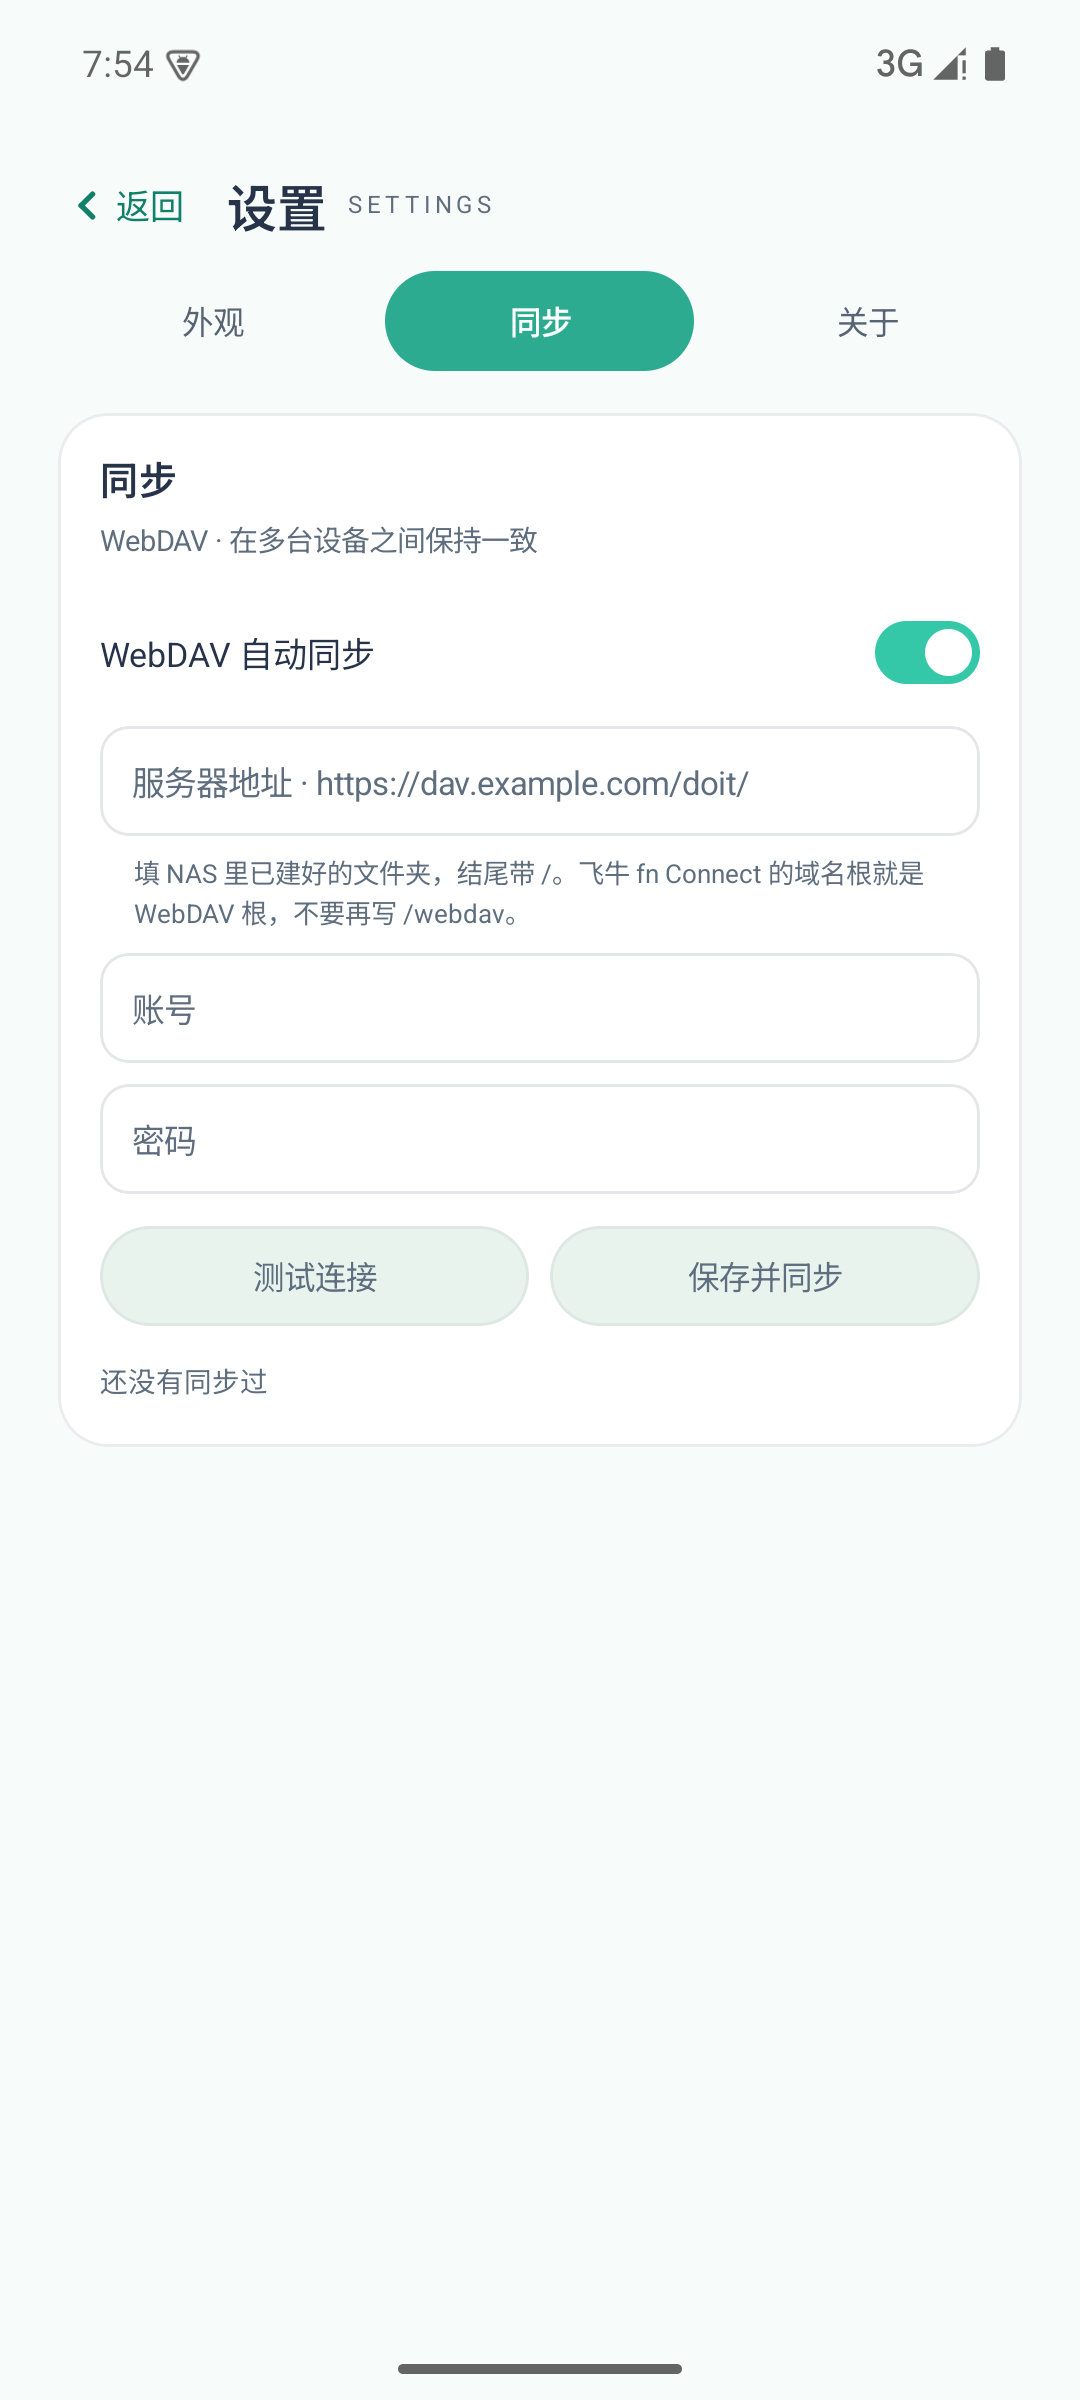 7:54
3G
返回 设置 SETTINGS
外观 同步 关于
同步
WebDAV · 在多台设备之间保持一致
WebDAV 自动同步
服务器地址 · https://dav.example.com/doit/
填 NAS 里已建好的文件夹，结尾带 /。飞牛 fn Connect 的域名根就是
WebDAV 根，不要再写 /webdav。
账号
密码
测试连接 保存并同步
还没有同步过